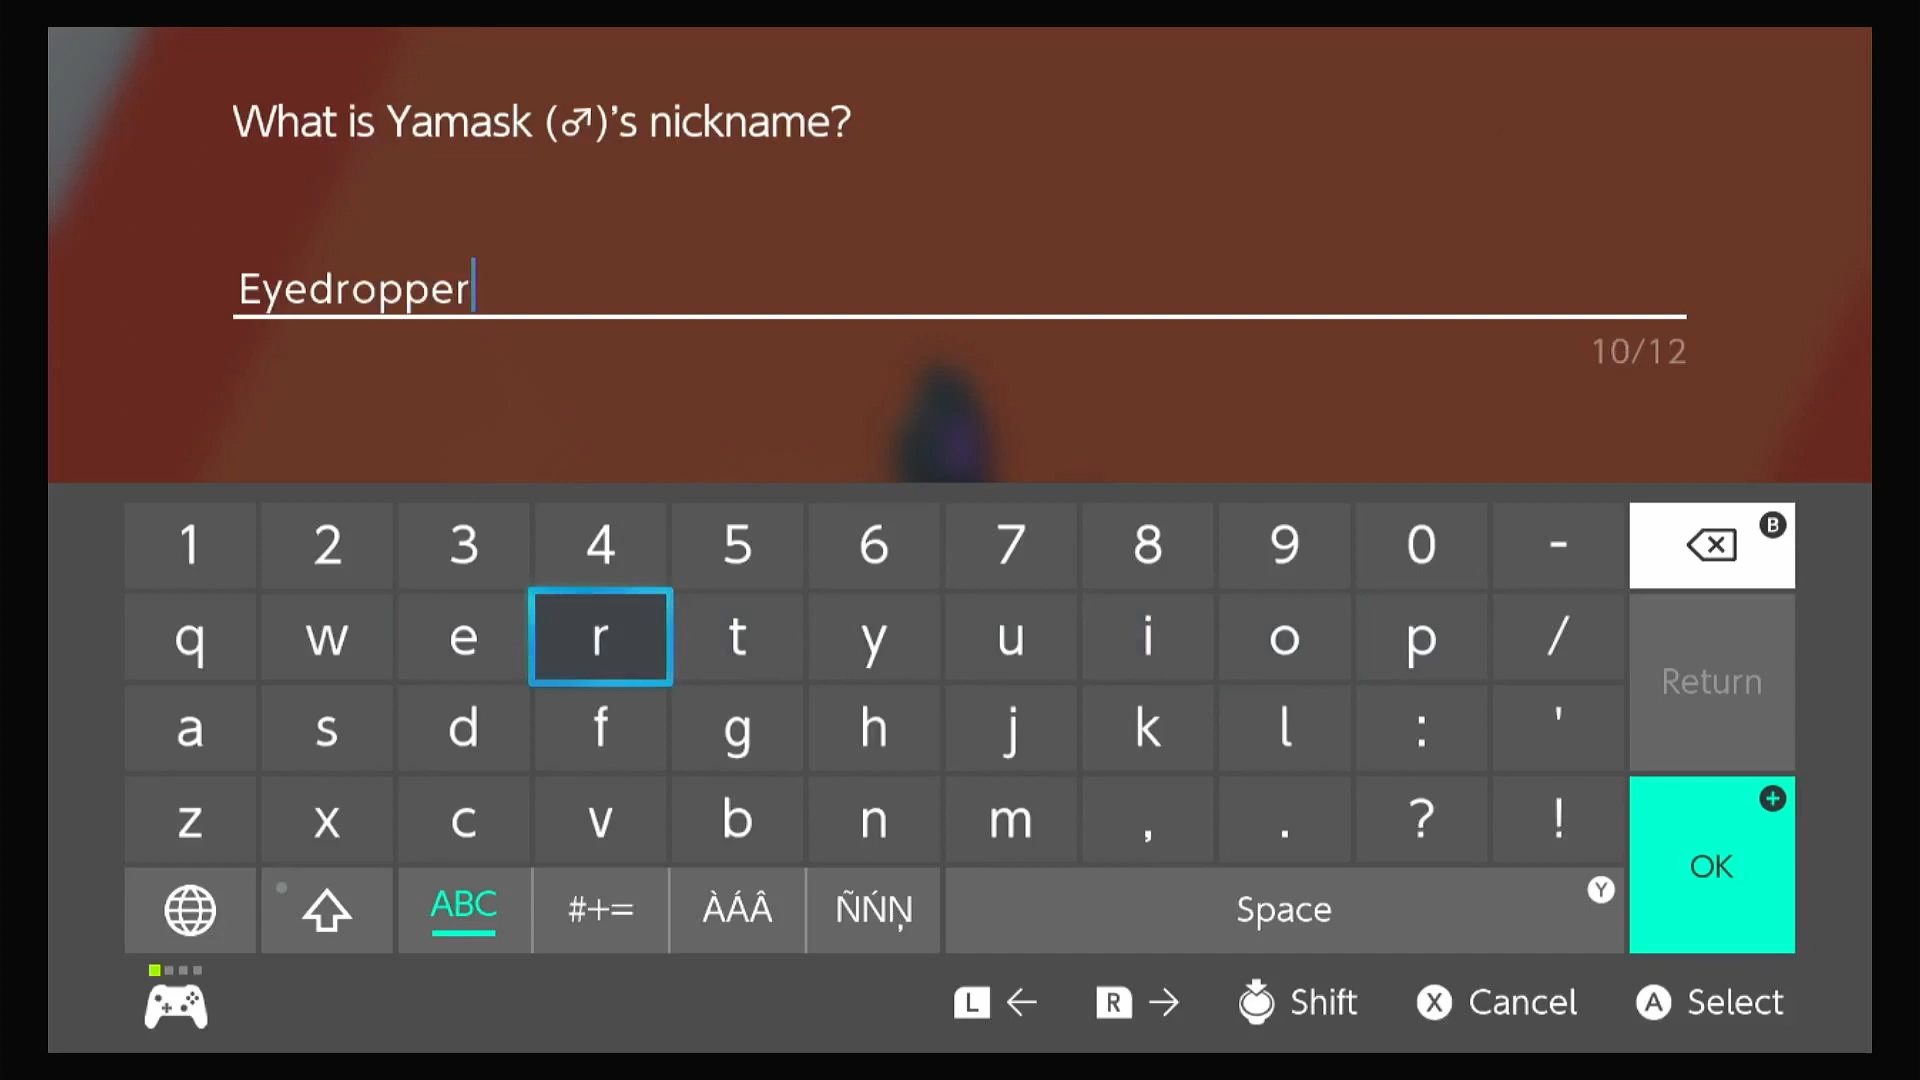 What is Yamask (♂)'s nickname?
Eyedropper
10/12
1 2 3 4 5 6 7 8 9 0 - B
q w e r t y u i o p / Return
a s d f g h j k l : '
z x c v b n m , . ? ! + OK
ABC #+= ÀÁÂ ÑŃŅ Space Y
L ← R → Shift X Cancel A Select